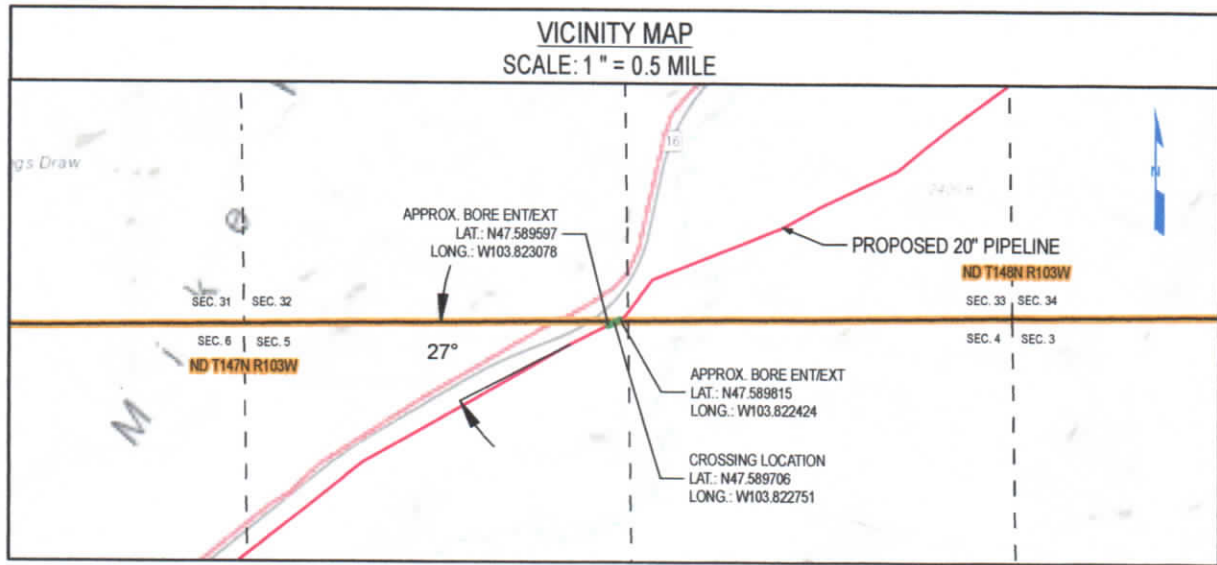 VICINITY MAP
SCALE: 1 " = 0.5 MILE
gs Draw
16
APPROX. BORE ENT/EXT
LAT.: N47.589597
LONG.: W103.823078
PROPOSED 20" PIPELINE
ND T148N R103W
N
SEC. 31
SEC. 32
SEC. 33
SEC. 34
SEC. 6
SEC. 5
SEC. 4
SEC. 3
ND T147N R103W
27°
APPROX. BORE ENT/EXT
LAT.: N47.589815
LONG.: W103.822424
CROSSING LOCATION
LAT.: N47.589706
LONG.: W103.822751
M i k e